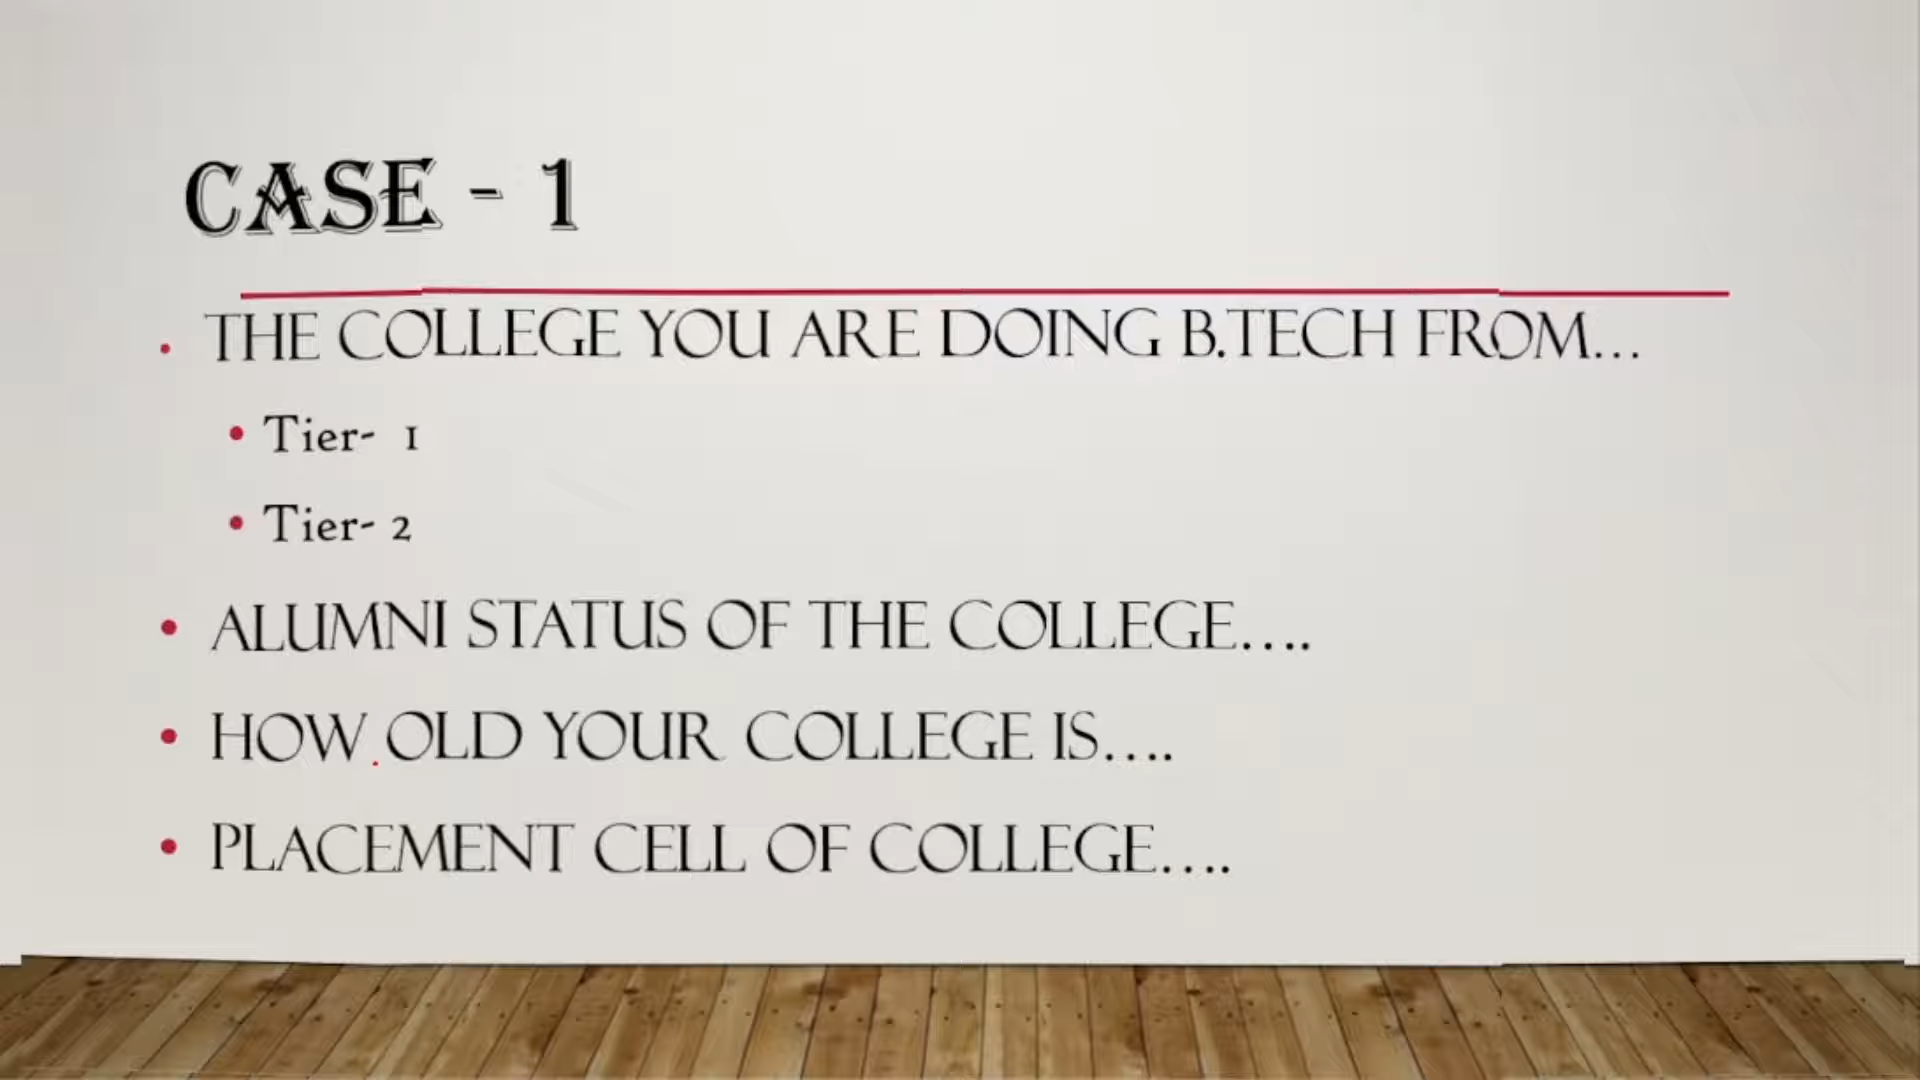 CASE - 1
THE COLLEGE YOU ARE DOING B.TECH FROM...
Tier- 1
Tier- 2
ALUMNI STATUS OF THE COLLEGE....
HOW OLD YOUR COLLEGE IS....
PLACEMENT CELL OF COLLEGE....